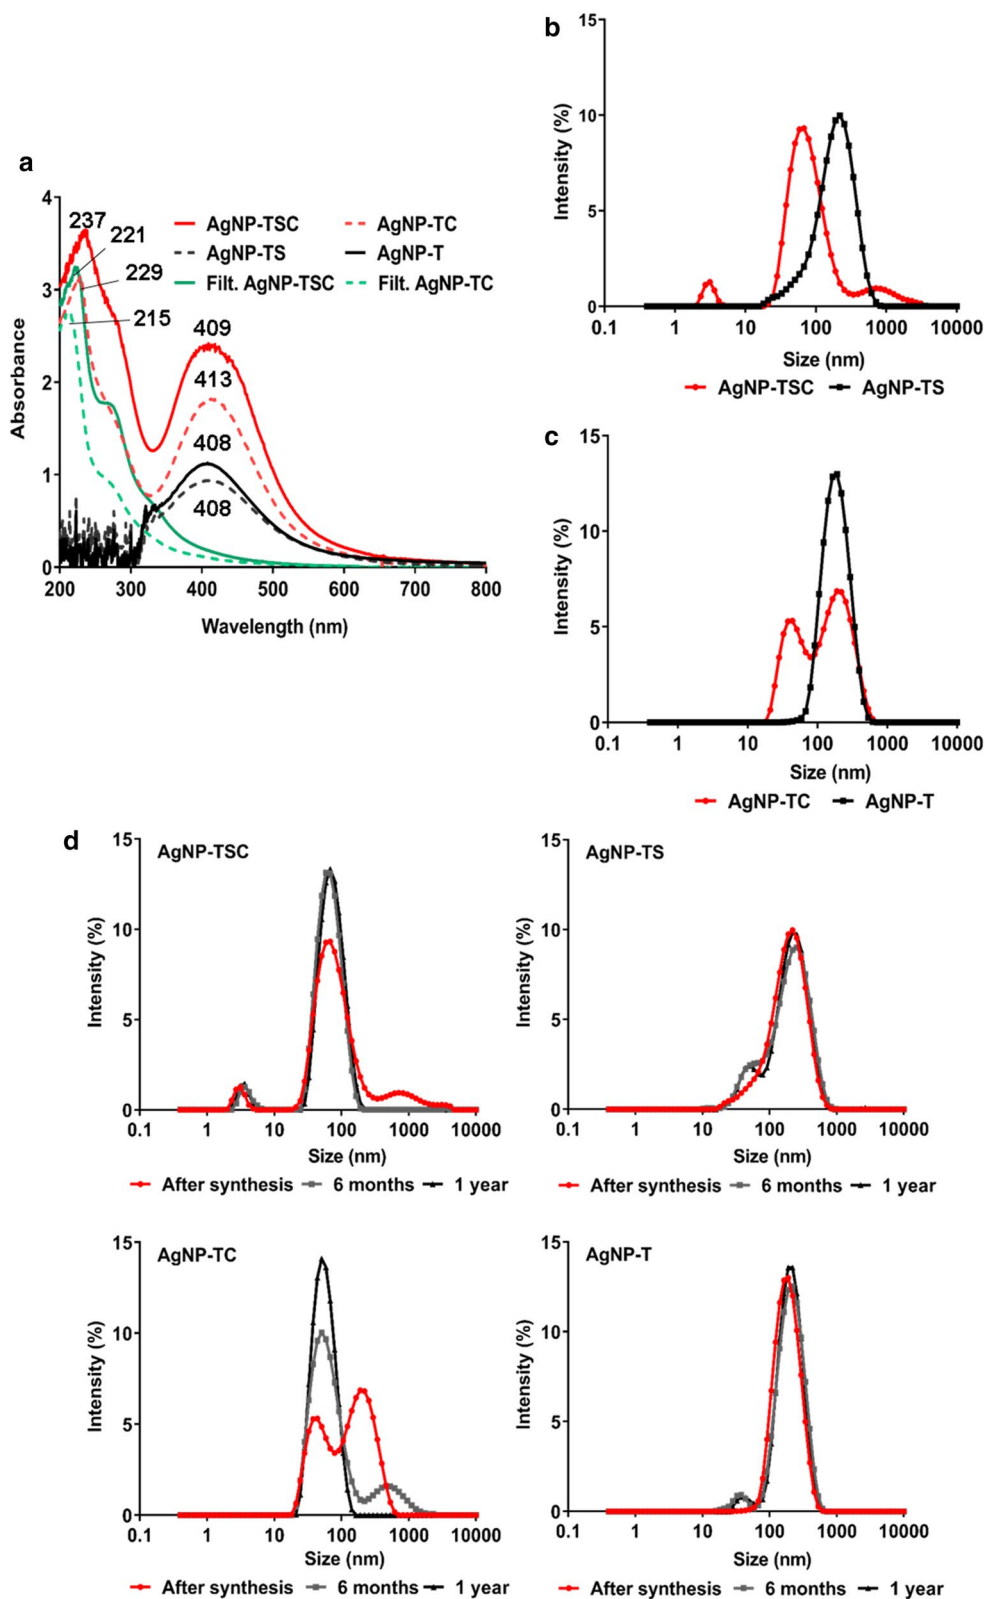 a
4
3
2
1
0
Absorbance
237
221
229
215
AgNP-TSC
AgNP-TC
AgNP-TS
AgNP-T
Filt. AgNP-TSC
Filt. AgNP-TC
409
413
408
408
200 300 400 500 600 700 800
Wavelength (nm)
b
15
10
5
0
Intensity (%)
0.1 1 10 100 1000 10000
Size (nm)
AgNP-TSC AgNP-TS
c
15
10
5
0
Intensity (%)
0.1 1 10 100 1000 10000
Size (nm)
AgNP-TC AgNP-T
d
AgNP-TSC
15
10
5
0
Intensity (%)
0.1 1 10 100 1000 10000
Size (nm)
After synthesis 6 months 1 year
AgNP-TS
15
10
5
0
Intensity (%)
0.1 1 10 100 1000 10000
Size (nm)
After synthesis 6 months 1 year
AgNP-TC
15
10
5
0
Intensity (%)
0.1 1 10 100 1000 10000
Size (nm)
After synthesis 6 months 1 year
AgNP-T
15
10
5
0
Intensity (%)
0.1 1 10 100 1000 10000
Size (nm)
After synthesis 6 months 1 year